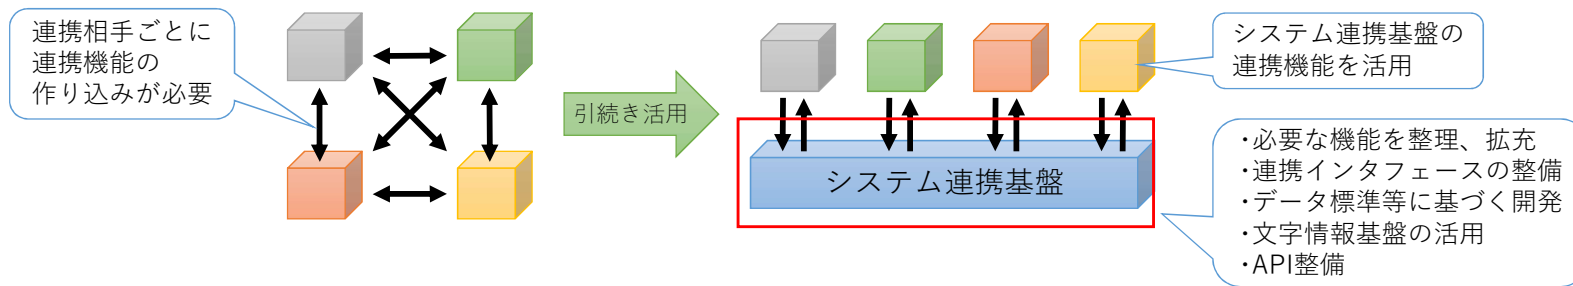 連携相手ごとに
連携機能の
作り込みが必要
引続き活用
システム連携基盤の
連携機能を活用
システム連携基盤
・必要な機能を整理、拡充
・連携インタフェースの整備
・データ標準等に基づく開発
・文字情報基盤の活用
・API整備